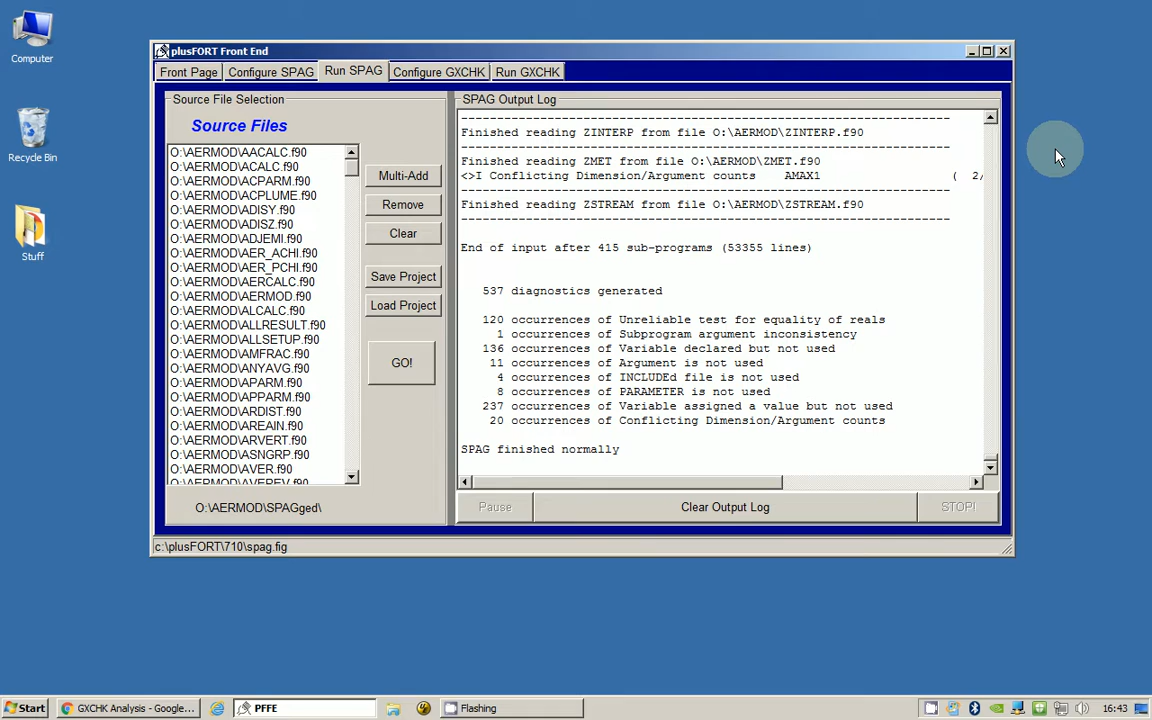 Computer
Recycle Bin
Stuff
plusFORT Front End
Front Page
Configure SPAG
Run SPAG
Configure GXCHK
Run GXCHK
Source File Selection
Source Files
O:\AERMOD\AACALC.f90
O:\AERMOD\ACALC.f90
O:\AERMOD\ACPARM.f90
O:\AERMOD\ACPLUME.f90
O:\AERMOD\ADISY.f90
O:\AERMOD\ADISZ.f90
O:\AERMOD\ADJEMI.f90
O:\AERMOD\AER_ACHI.f90
O:\AERMOD\AER_PCHI.f90
O:\AERMOD\AERCALC.f90
O:\AERMOD\AERMOD.f90
O:\AERMOD\ALCALC.f90
O:\AERMOD\ALLRESULT.f90
O:\AERMOD\ALLSETUP.f90
O:\AERMOD\AMFRAC.f90
O:\AERMOD\ANYAVG.f90
O:\AERMOD\APARM.f90
O:\AERMOD\APPARM.f90
O:\AERMOD\ARDIST.f90
O:\AERMOD\AREAIN.f90
O:\AERMOD\ARVERT.f90
O:\AERMOD\ASNGRP.f90
O:\AERMOD\AVER.f90
O:\AERMOD\AVEREV.f90
O:\AERMOD\SPAGged\
Multi-Add
Remove
Clear
Save Project
Load Project
GO!
SPAG Output Log
Finished reading ZINTERP from file O:\AERMOD\ZINTERP.f90
Finished reading ZMET from file O:\AERMOD\ZMET.f90
<>I Conflicting Dimension/Argument counts AMAX1 ( 2/
Finished reading ZSTREAM from file O:\AERMOD\ZSTREAM.f90
End of input after 415 sub-programs (53355 lines)
537 diagnostics generated
120 occurrences of Unreliable test for equality of reals
1 occurrences of Subprogram argument inconsistency
136 occurrences of Variable declared but not used
11 occurrences of Argument is not used
4 occurrences of INCLUDEd file is not used
8 occurrences of PARAMETER is not used
237 occurrences of Variable assigned a value but not used
20 occurrences of Conflicting Dimension/Argument counts
SPAG finished normally
Pause
Clear Output Log
STOP!
c:\plusFORT\710\spag.fig
Start
GXCHK Analysis - Google...
PFFE
Flashing
16:43